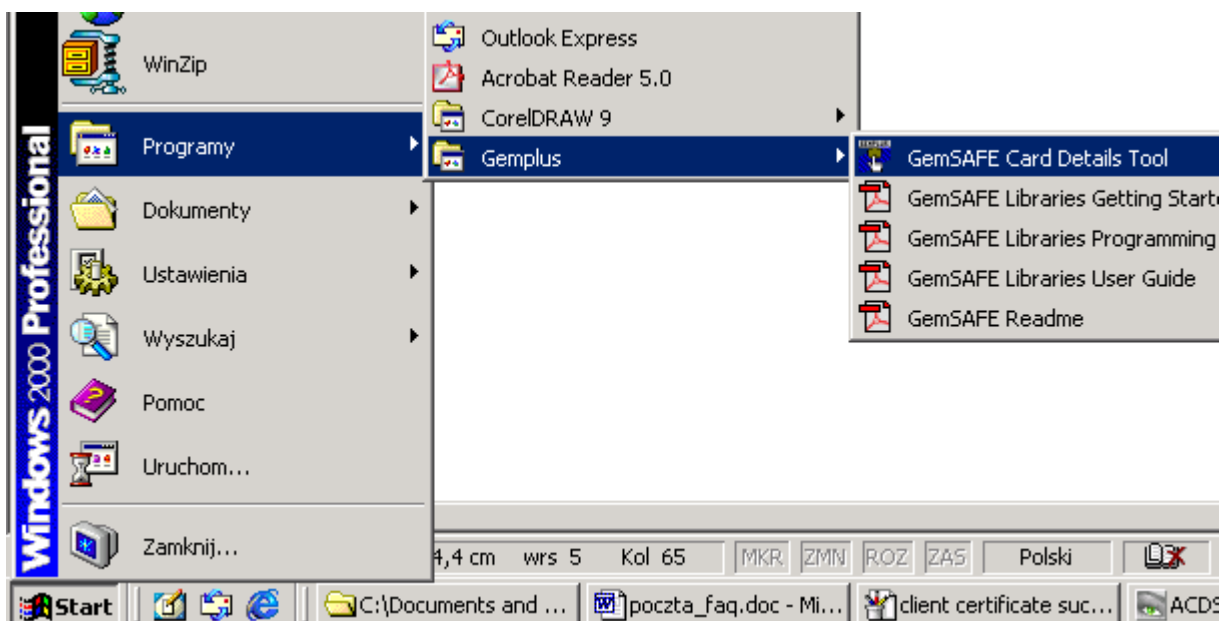 Windows 2000 Professional
WinZip
Programy
Dokumenty
Ustawienia
Wyszukaj
Pomoc
Uruchom...
Zamknij...
Outlook Express
Acrobat Reader 5.0
CorelDRAW 9
Gemplus
GemSAFE Card Details Tool
GemSAFE Libraries Getting Starte
GemSAFE Libraries Programming
GemSAFE Libraries User Guide
GemSAFE Readme
4,4 cm wrs 5 Kol 65 MKR ZMN ROZ ZAS Polski
Start C:\Documents and ... poczta_faq.doc - Mi... client certificate suc... ACDS